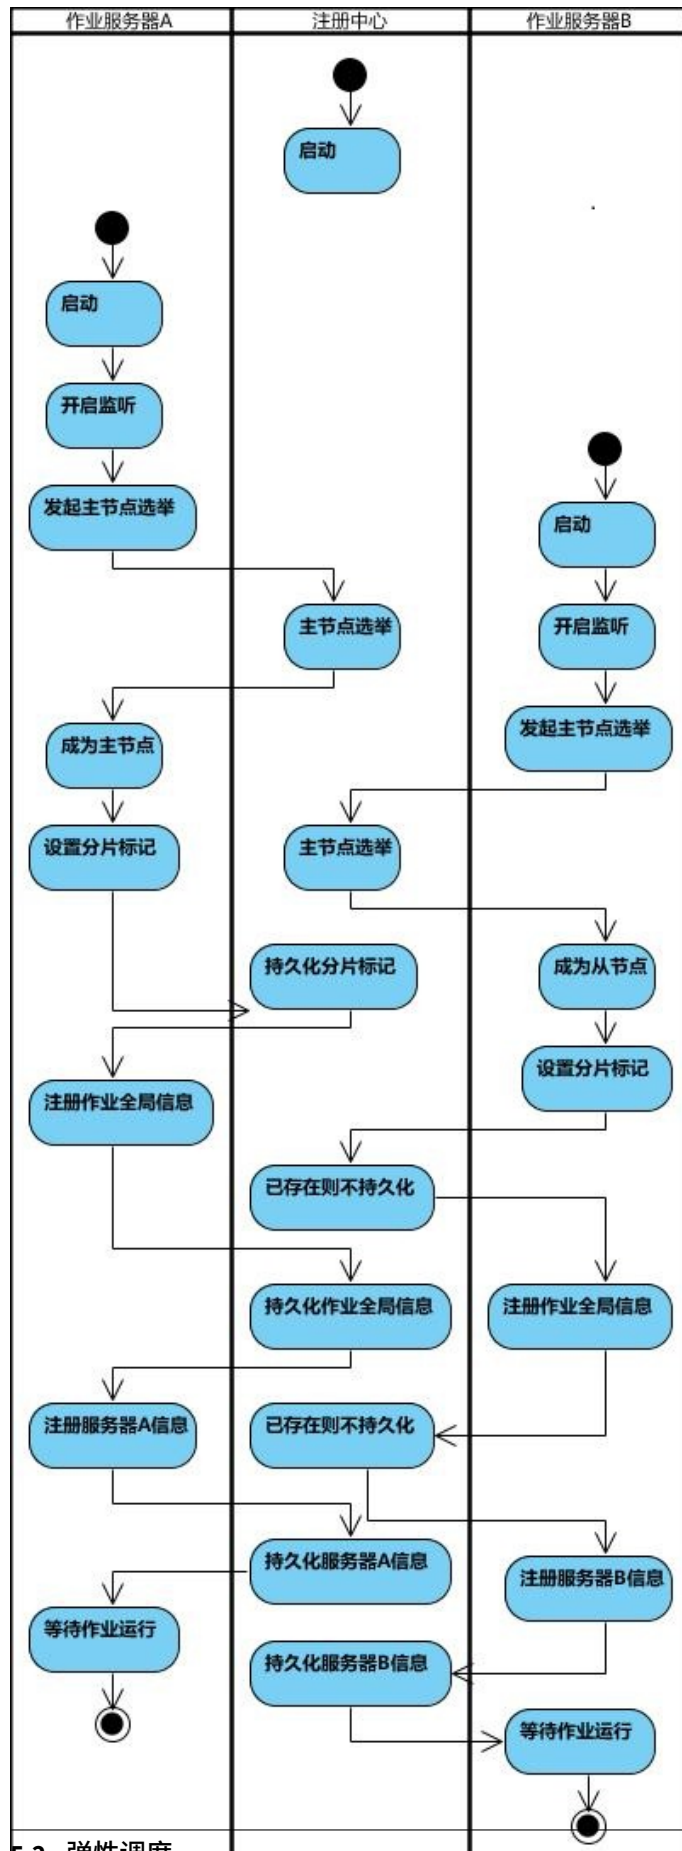 作业服务器A 注册中心 作业服务器B
启动
启动
开启监听
发起主节点选举
启动
主节点选举
开启监听
成为主节点
发起主节点选举
设置分片标记
主节点选举
持久化分片标记
成为从节点
注册作业全局信息
设置分片标记
已存在则不持久化
持久化作业全局信息
注册作业全局信息
注册服务器A信息
已存在则不持久化
持久化服务器A信息
注册服务器B信息
等待作业运行
持久化服务器B信息
等待作业运行
5.2 弹性调度